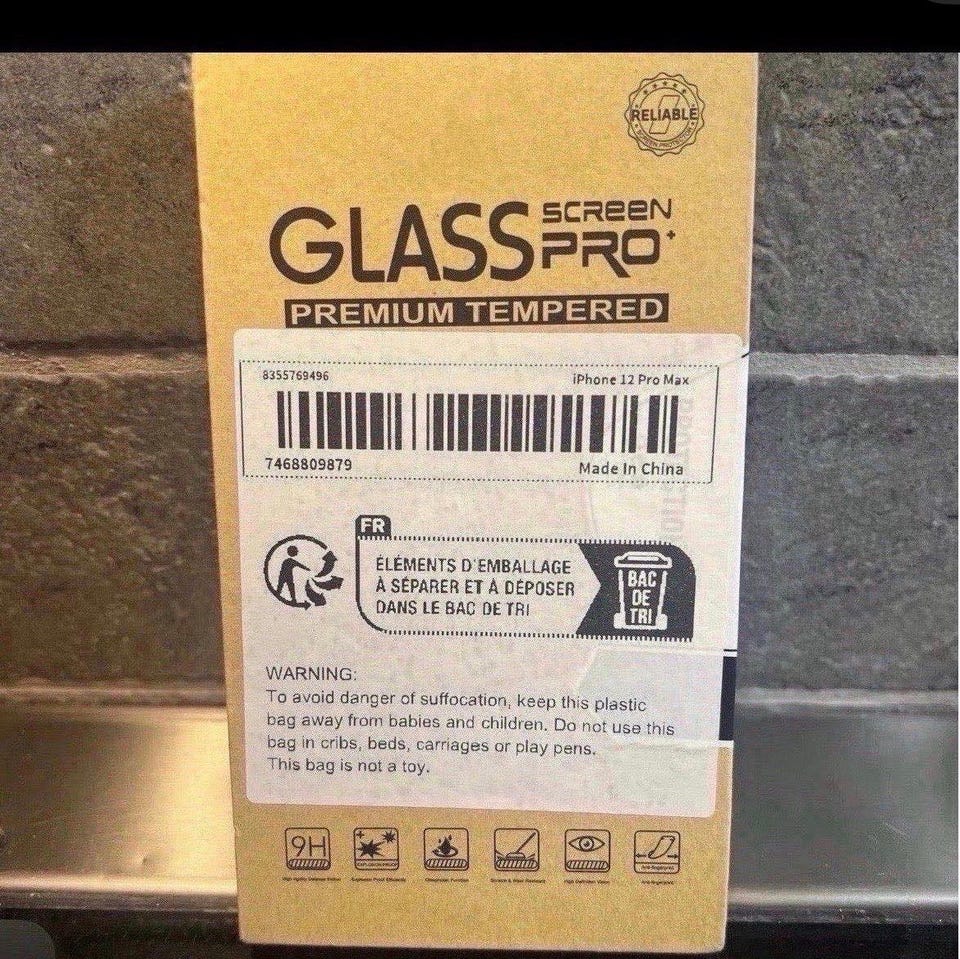 RELIABLE
SCREEN PROTECTOR
GLASS SCREEN PRO+
PREMIUM TEMPERED
8355769496
iPhone 12 Pro Max
7468809879
Made In China
FR
ÉLÉMENTS D'EMBALLAGE
À SÉPARER ET À DÉPOSER
DANS LE BAC DE TRI
BAC
DE
TRI
WARNING:
To avoid danger of suffocation, keep this plastic
bag away from babies and children. Do not use this
bag in cribs, beds, carriages or play pens.
This bag is not a toy.
9H